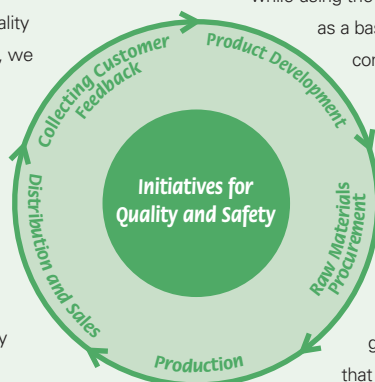 while using the
ality
as a bas
, we
con
Collecting Customer
Feedback
Product Development
Raw Materials
Procurement
Production
Distribution and Sales
Initiatives for
Quality and Safety
y
g
that